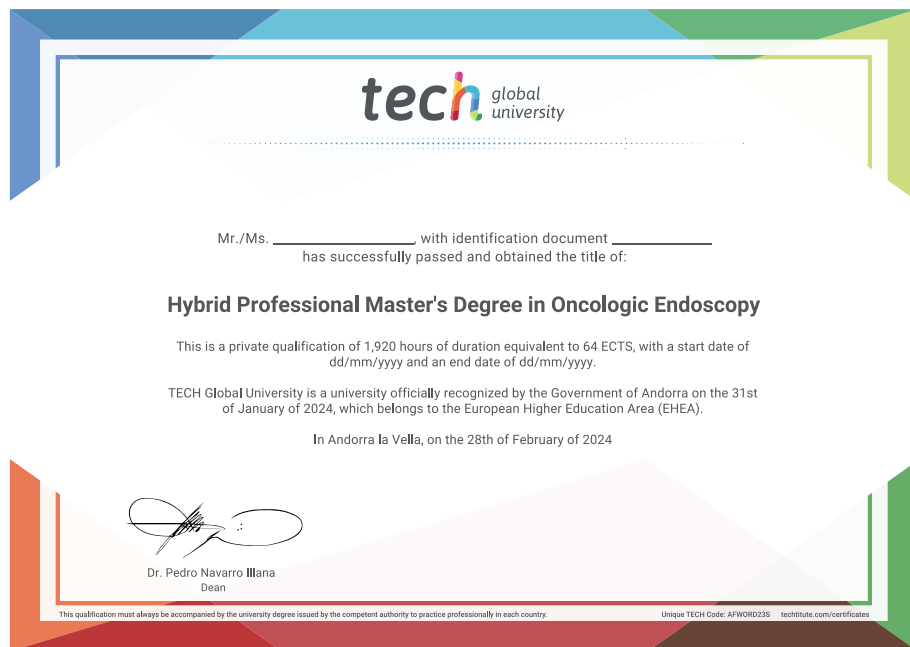 tech global
university
Mr./Ms. ______________, with identification document __________
has successfully passed and obtained the title of:
Hybrid Professional Master's Degree in Oncologic Endoscopy
This is a private qualification of 1,920 hours of duration equivalent to 64 ECTS, with a start date of
dd/mm/yyyy and an end date of dd/mm/yyyy.
TECH Global University is a university officially recognized by the Government of Andorra on the 31st
of January of 2024, which belongs to the European Higher Education Area (EHEA).
In Andorra la Vella, on the 28th of February of 2024
Dr. Pedro Navarro Illana
Dean
This qualification must always be accompanied by the university degree issued by the competent authority to practice professionally in each country.
Unique TECH Code: AFWORD23S techtitute.com/certificates